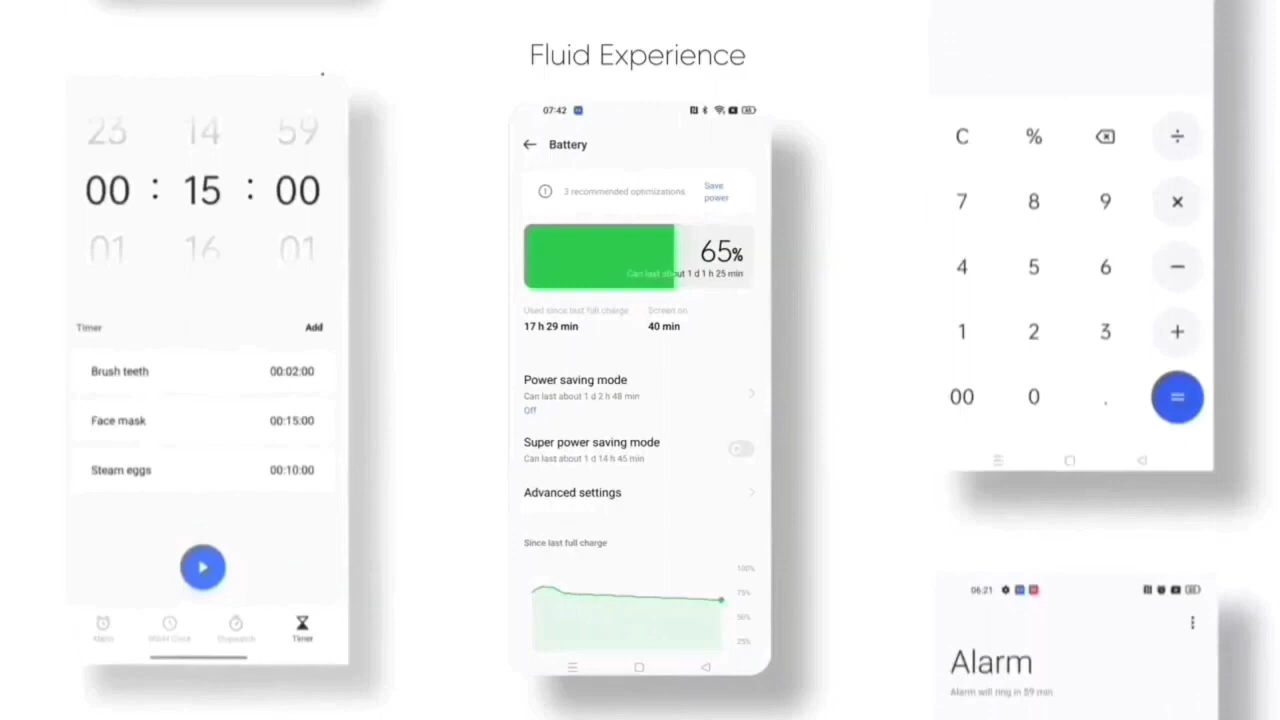 Fluid Experience
23 14 59
00 : 15 : 00
01 16 01
Timer Add
Brush teeth 00:02:00
Face mask 00:15:00
Steam eggs 00:10:00
Alarm World Clock Stopwatch Timer
07:42
Battery
3 recommended optimizations
Save
power
65%
Can last about 1 d 1 h 25 min
Used since last full charge Screen on
17 h 29 min 40 min
Power saving mode
Can last about 1 d 2 h 48 min
Off
Super power saving mode
Can last about 1 d 14 h 45 min
Advanced settings
Since last full charge
100%
75%
50%
25%
C % ÷
7 8 9 ×
4 5 6 −
1 2 3 +
00 0 . =
06:21
Alarm
Alarm will ring in 59 min